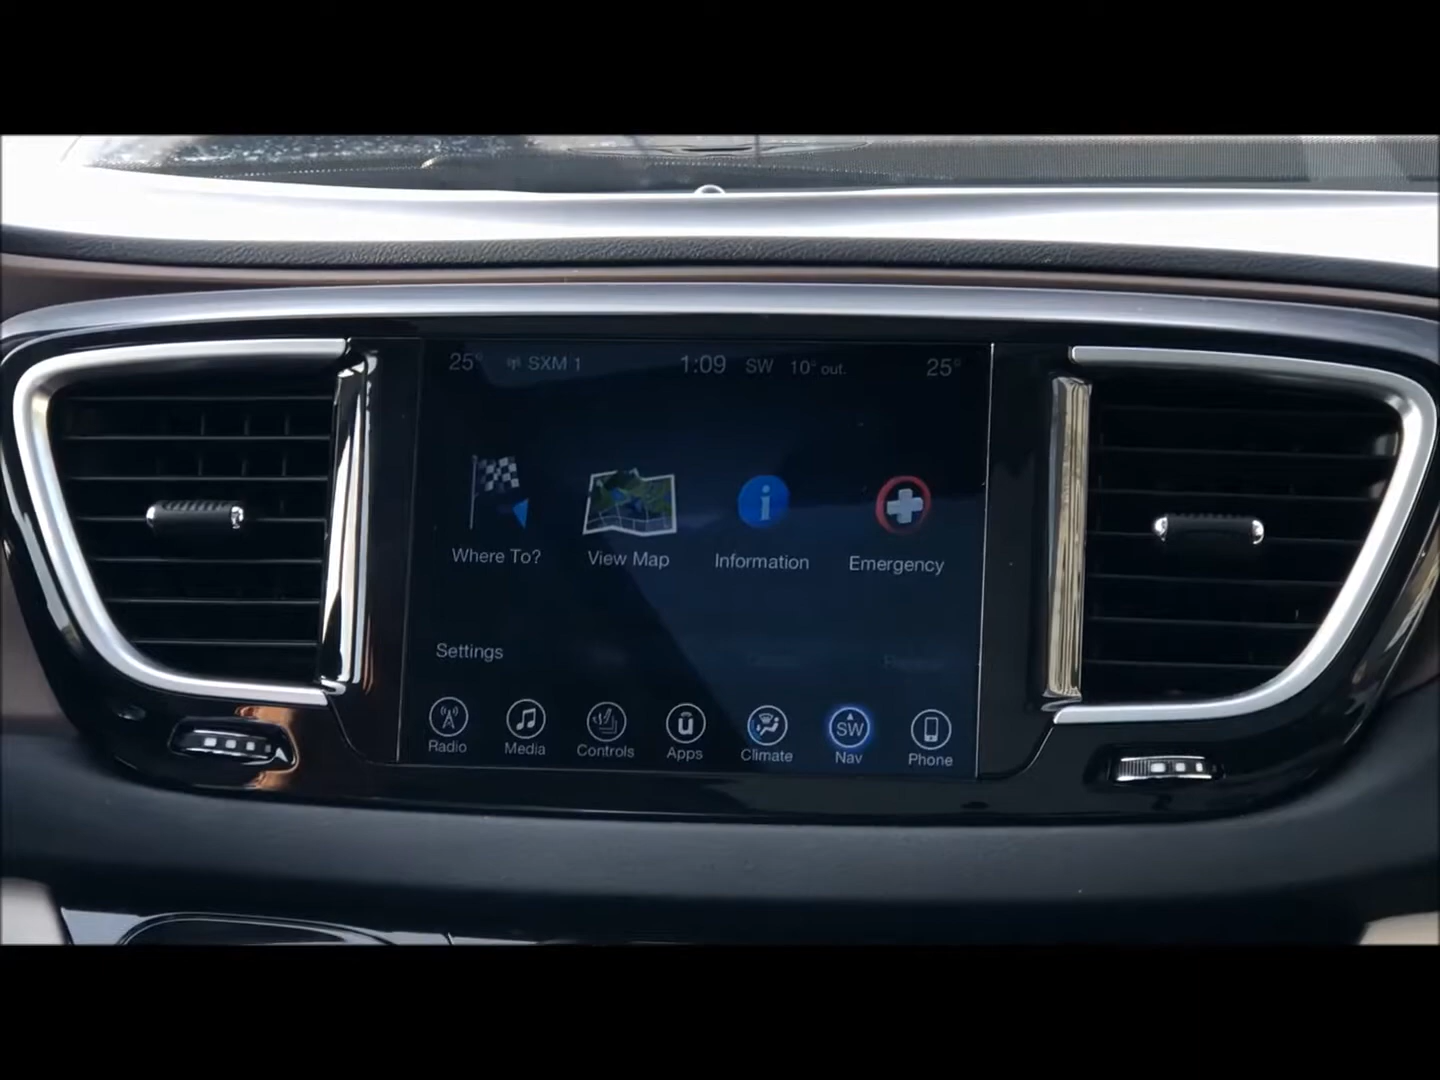 25° SXM 1 1:09 SW 10° out. 25°
Where To? View Map Information Emergency
Settings
Radio Media Controls Apps Climate SW Nav Phone